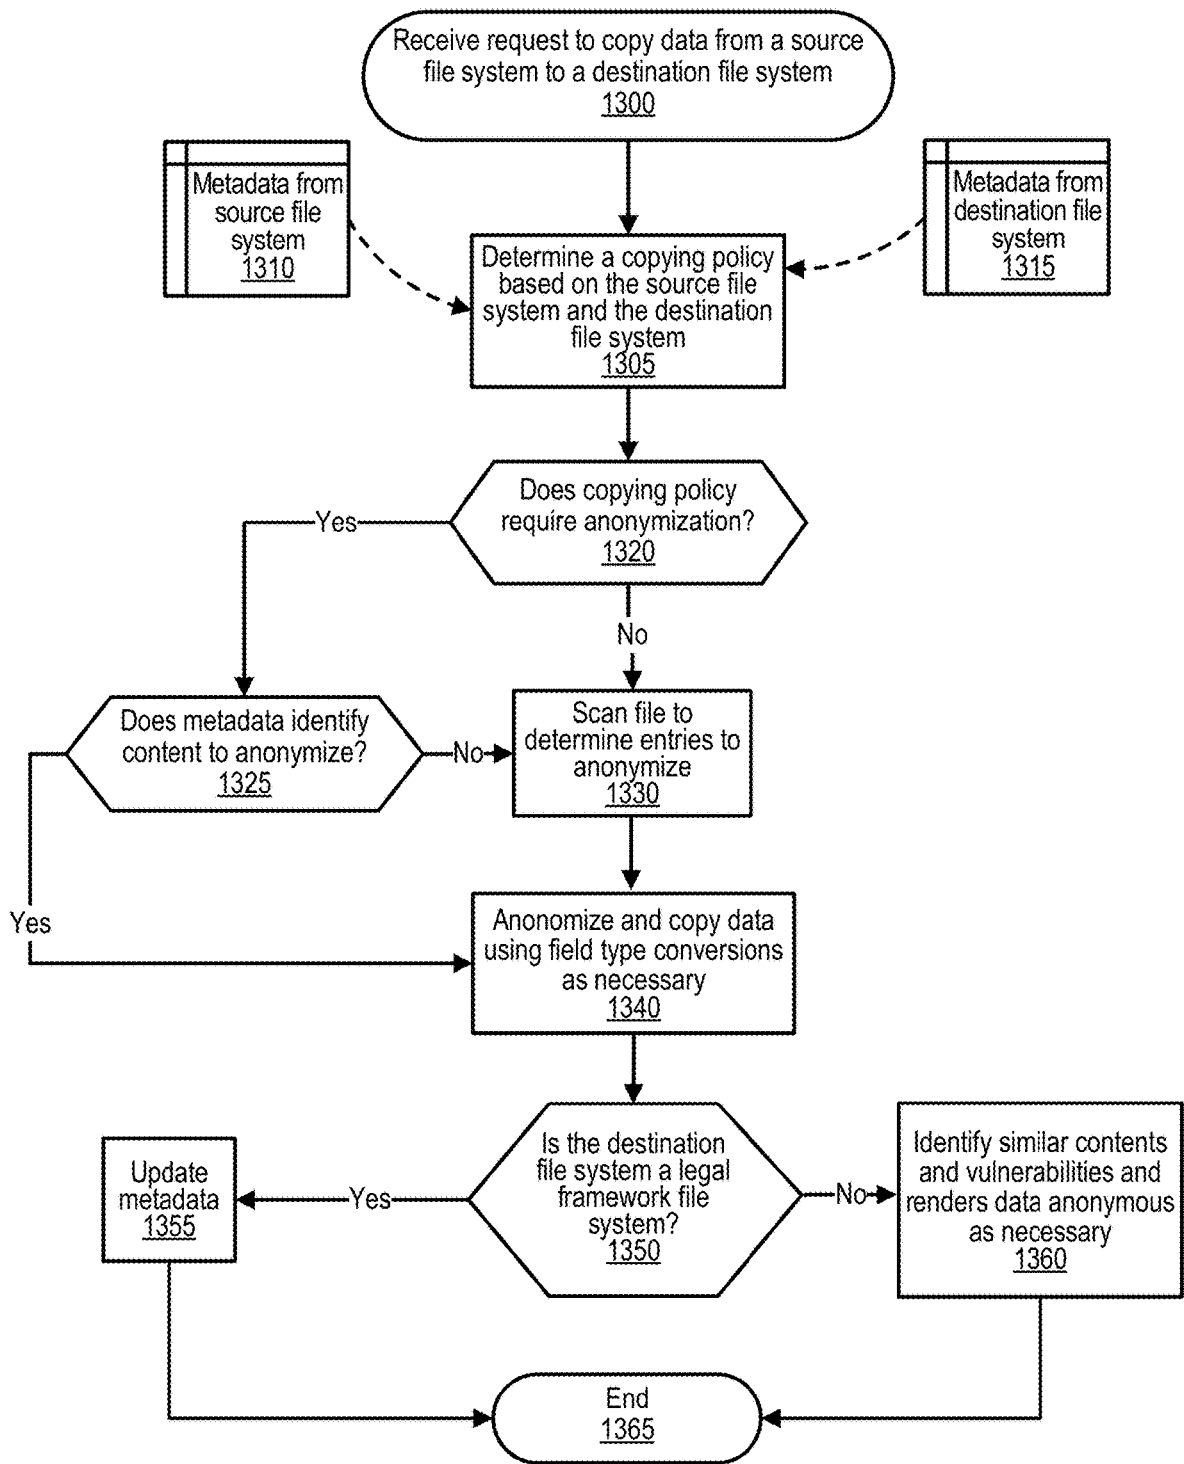 Receive request to copy data from a source
file system to a destination file system
1300
Metadata from
source file
system
1310
Metadata from
destination file
system
1315
Determine a copying policy
based on the source file
system and the destination
file system
1305
Does copying policy
require anonymization?
1320
Yes
No
Does metadata identify
content to anonymize?
1325
No
Scan file to
determine entries to
anonymize
1330
Yes
Anonomize and copy data
using field type conversions
as necessary
1340
Is the destination
file system a legal
framework file
system?
1350
Yes
Update
metadata
1355
No
Identify similar contents
and vulnerabilities and
renders data anonymous
as necessary
1360
End
1365